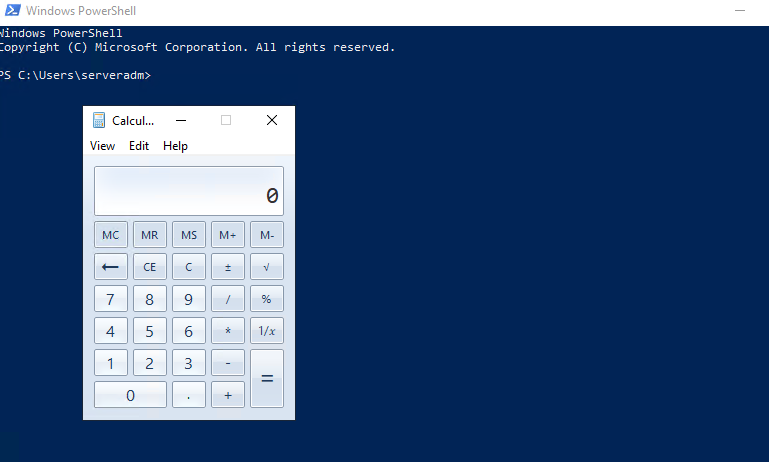 Windows PowerShell
Windows PowerShell
Copyright (C) Microsoft Corporation. All rights reserved.
PS C:\Users\serveradm>
Calcul...
View Edit Help
0
MC MR MS M+ M-
← CE C ± √
7 8 9 / %
4 5 6 * 1/x
1 2 3 - =
0 . +